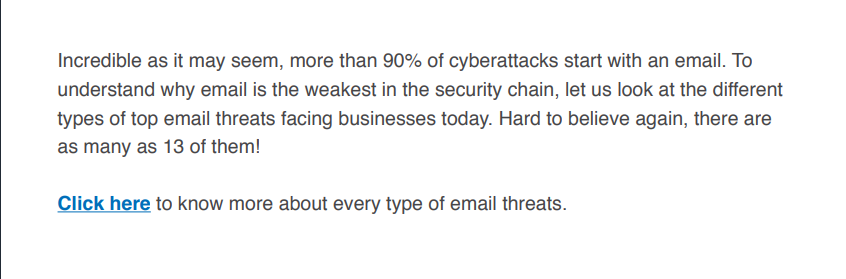 Incredible as it may seem, more than 90% of cyberattacks start with an email. To
understand why email is the weakest in the security chain, let us look at the different
types of top email threats facing businesses today. Hard to believe again, there are
as many as 13 of them!
Click here to know more about every type of email threats.